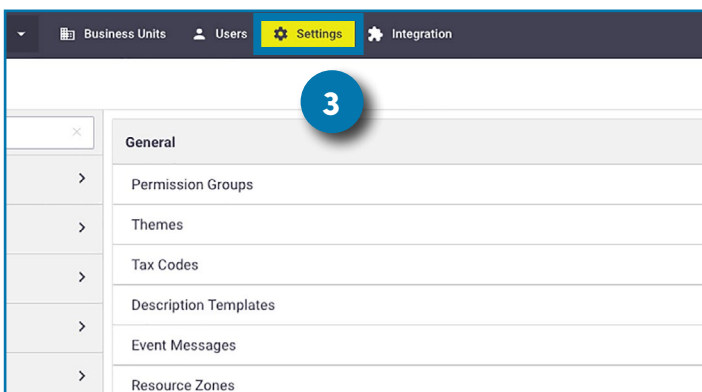 Business Units Users Settings Integration
3
General
Permission Groups
Themes
Tax Codes
Description Templates
Event Messages
Resource Zones